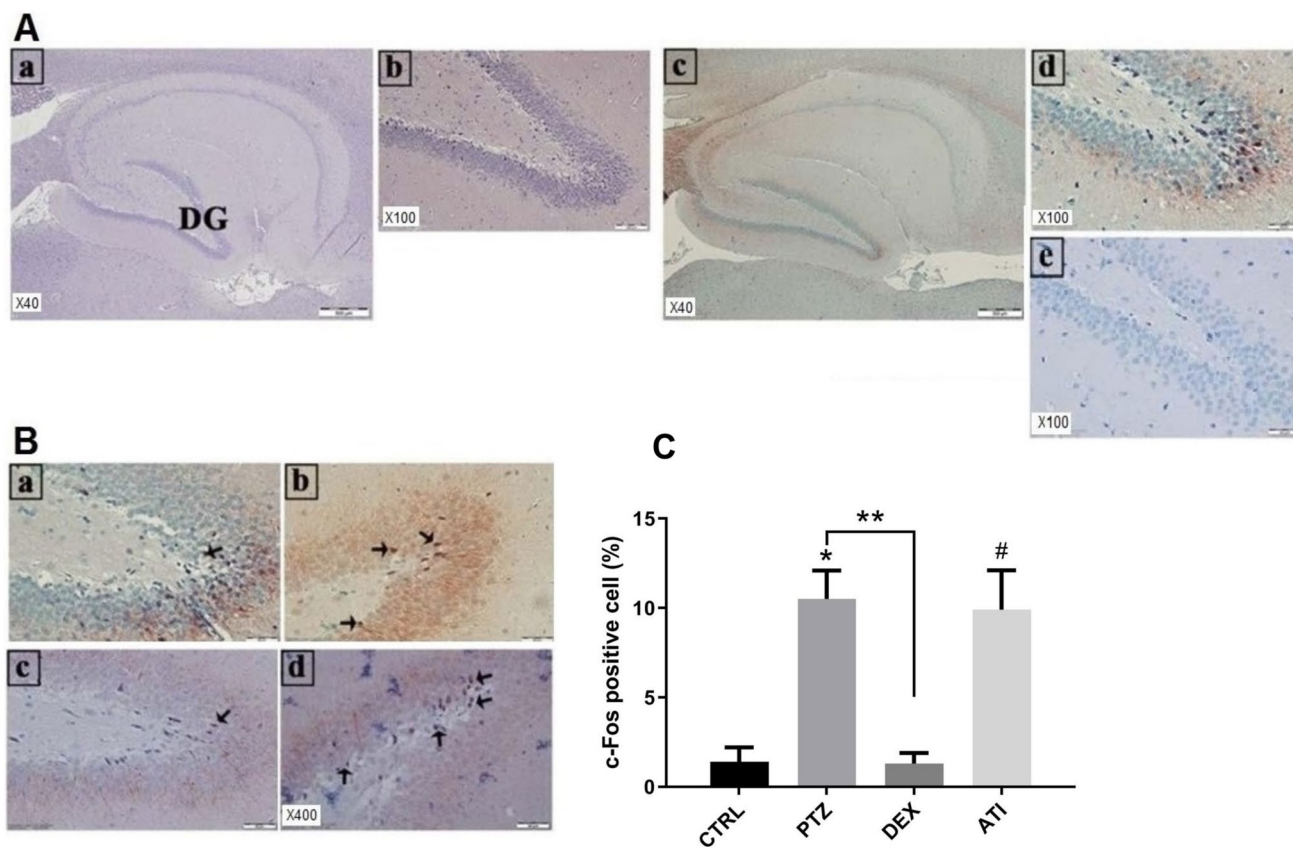 A
a
DG
X40
b
X100
c
X40
d
X100
e
X100
B
a
b
c
d
X400
C
c-Fos positive cell (%)
15
10
5
0
*
**
#
CTRL
PTZ
DEX
ATI